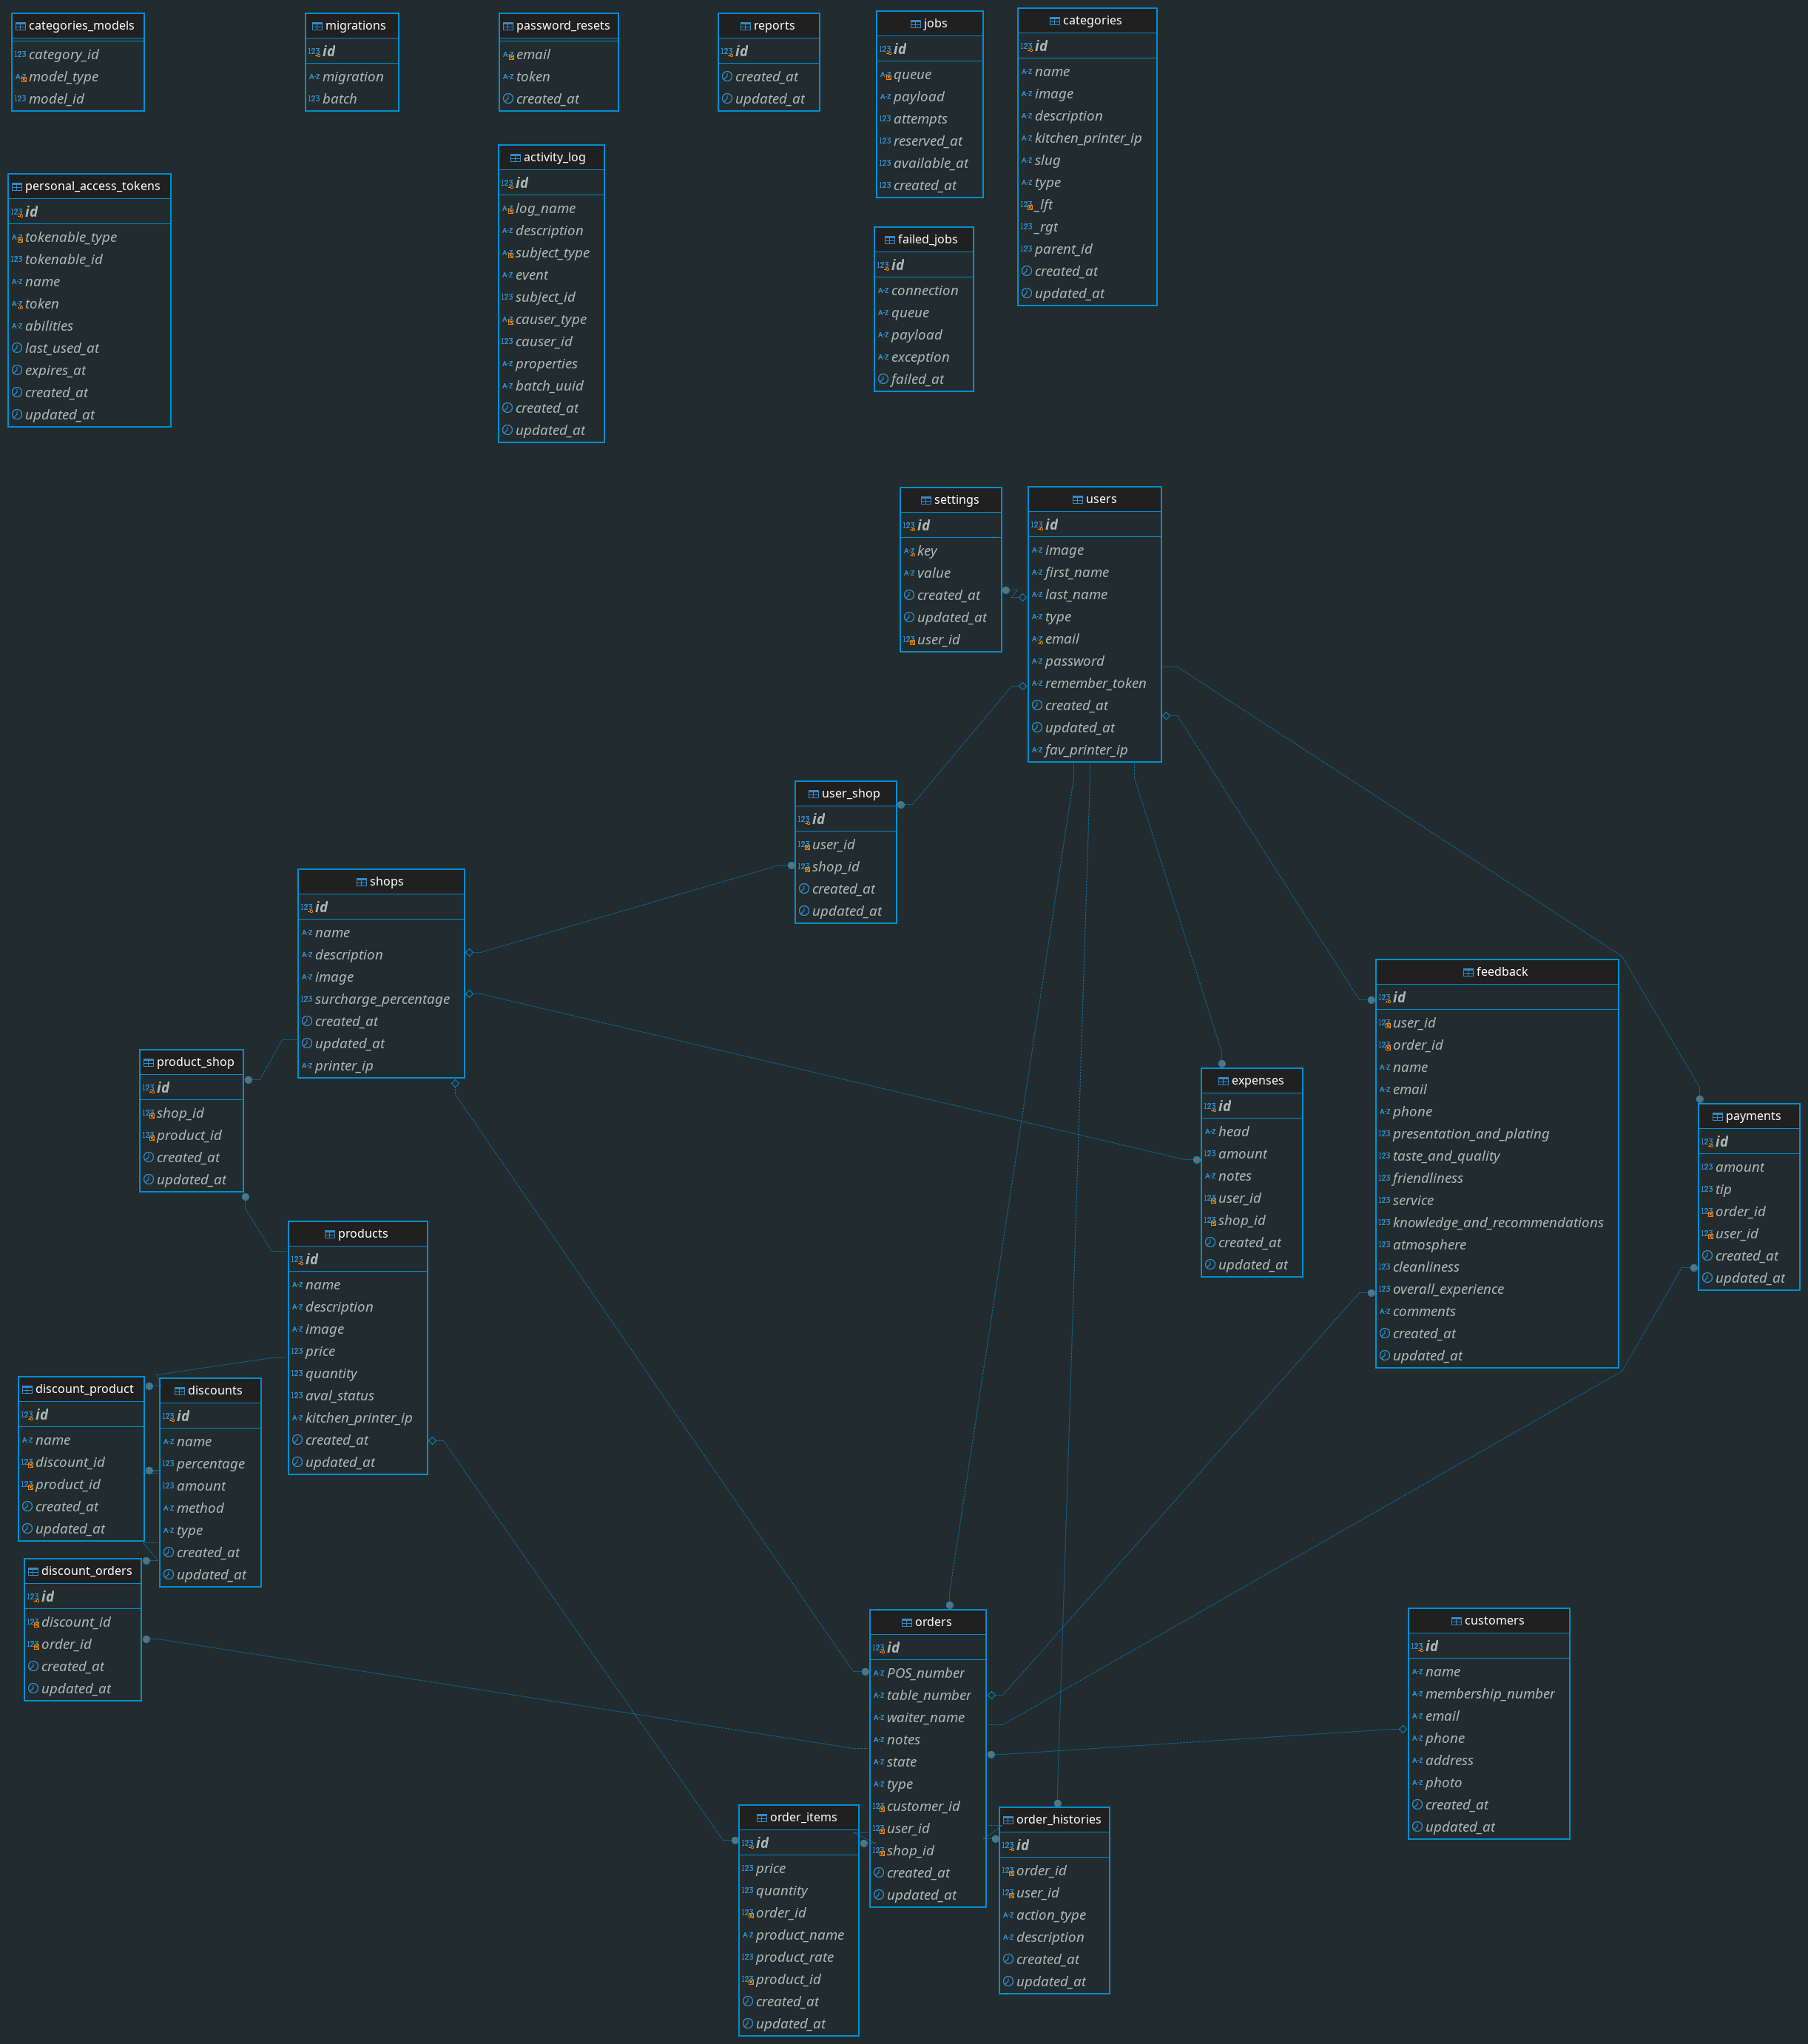 categories_models
category_id
model_type
model_id
migrations
id
migration
batch
password_resets
email
token
created_at
reports
id
created_at
updated_at
jobs
id
queue
payload
attempts
reserved_at
available_at
created_at
categories
id
name
image
description
kitchen_printer_ip
slug
type
_lft
_rgt
parent_id
created_at
updated_at
personal_access_tokens
id
tokenable_type
tokenable_id
name
token
abilities
last_used_at
expires_at
created_at
updated_at
activity_log
id
log_name
description
subject_type
event
subject_id
causer_type
causer_id
properties
batch_uuid
created_at
updated_at
failed_jobs
id
connection
queue
payload
exception
failed_at
settings
id
key
value
created_at
updated_at
user_id
users
id
image
first_name
last_name
type
email
password
remember_token
created_at
updated_at
fav_printer_ip
user_shop
id
user_id
shop_id
created_at
updated_at
shops
id
name
description
image
surcharge_percentage
created_at
updated_at
printer_ip
feedback
id
user_id
order_id
name
email
phone
presentation_and_plating
taste_and_quality
friendliness
service
knowledge_and_recommendations
atmosphere
cleanliness
overall_experience
comments
created_at
updated_at
product_shop
id
shop_id
product_id
created_at
updated_at
expenses
id
head
amount
notes
user_id
shop_id
created_at
updated_at
payments
id
amount
tip
order_id
user_id
created_at
updated_at
products
id
name
description
image
price
quantity
aval_status
kitchen_printer_ip
created_at
updated_at
discount_product
id
name
discount_id
product_id
created_at
updated_at
discounts
id
name
percentage
amount
method
type
created_at
updated_at
discount_orders
id
discount_id
order_id
created_at
updated_at
orders
id
POS_number
table_number
waiter_name
notes
state
type
customer_id
user_id
shop_id
created_at
updated_at
customers
id
name
membership_number
email
phone
address
photo
created_at
updated_at
order_items
id
price
quantity
order_id
product_name
product_rate
product_id
created_at
updated_at
order_histories
id
order_id
user_id
action_type
description
created_at
updated_at